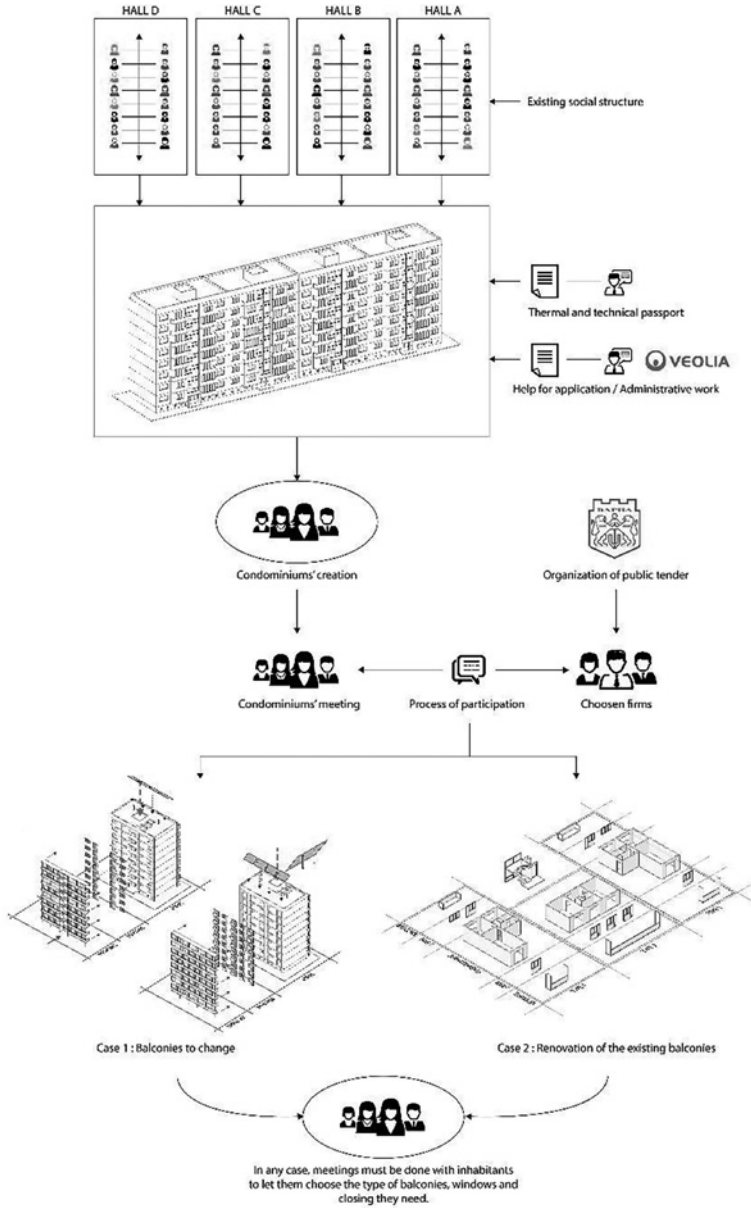 HALL D
HALL C
HALL B
HALL A
Existing social structure
Thermal and technical passport
VEOLIA
Help for application / Administrative work
ВАРНА
Condominiums' creation
Organization of public tender
Condominiums' meeting
Process of participation
Choosen firms
Case 1 : Balconies to change
Case 2 : Renovation of the existing balconies
In any case, meetings must be done with inhabitants
to let them choose the type of balconies, windows and
closing they need.